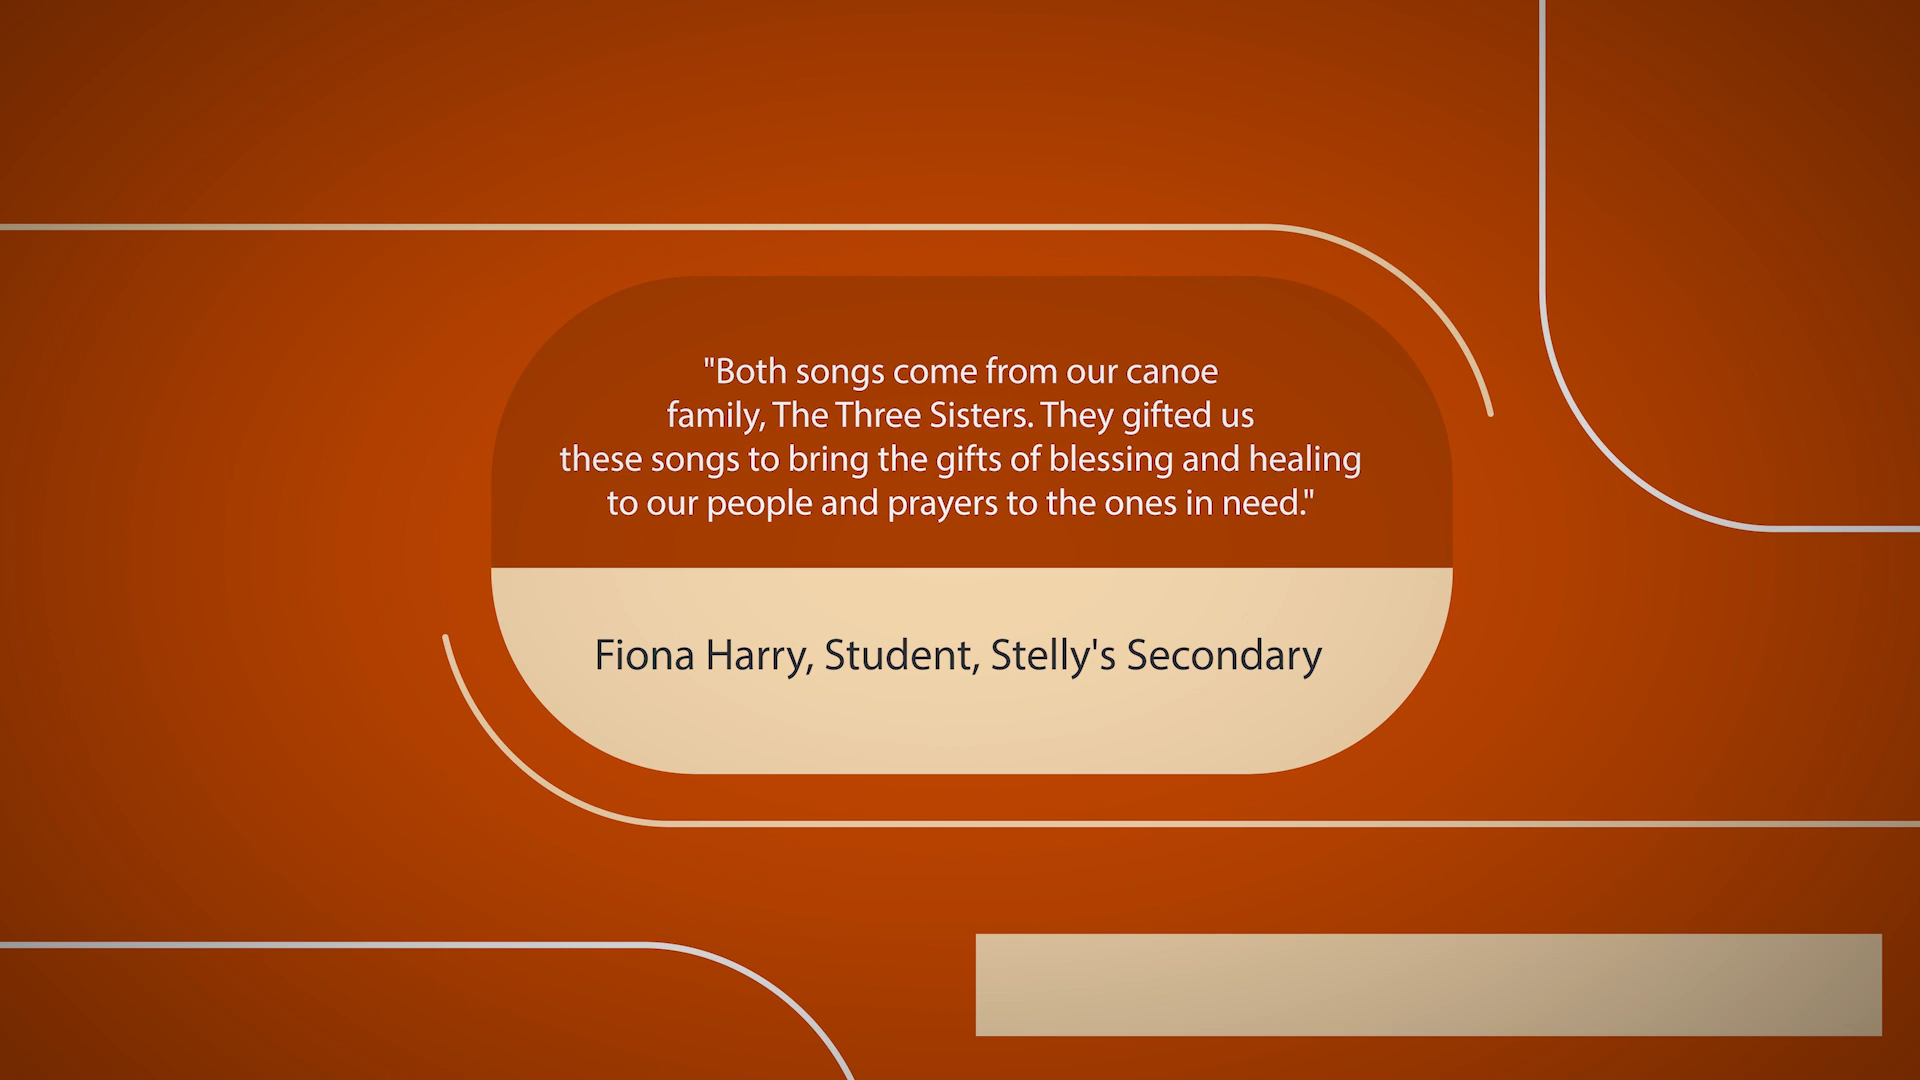 "Both songs come from our canoe
family, The Three Sisters. They gifted us
these songs to bring the gifts of blessing and healing
to our people and prayers to the ones in need."
Fiona Harry, Student, Stelly's Secondary